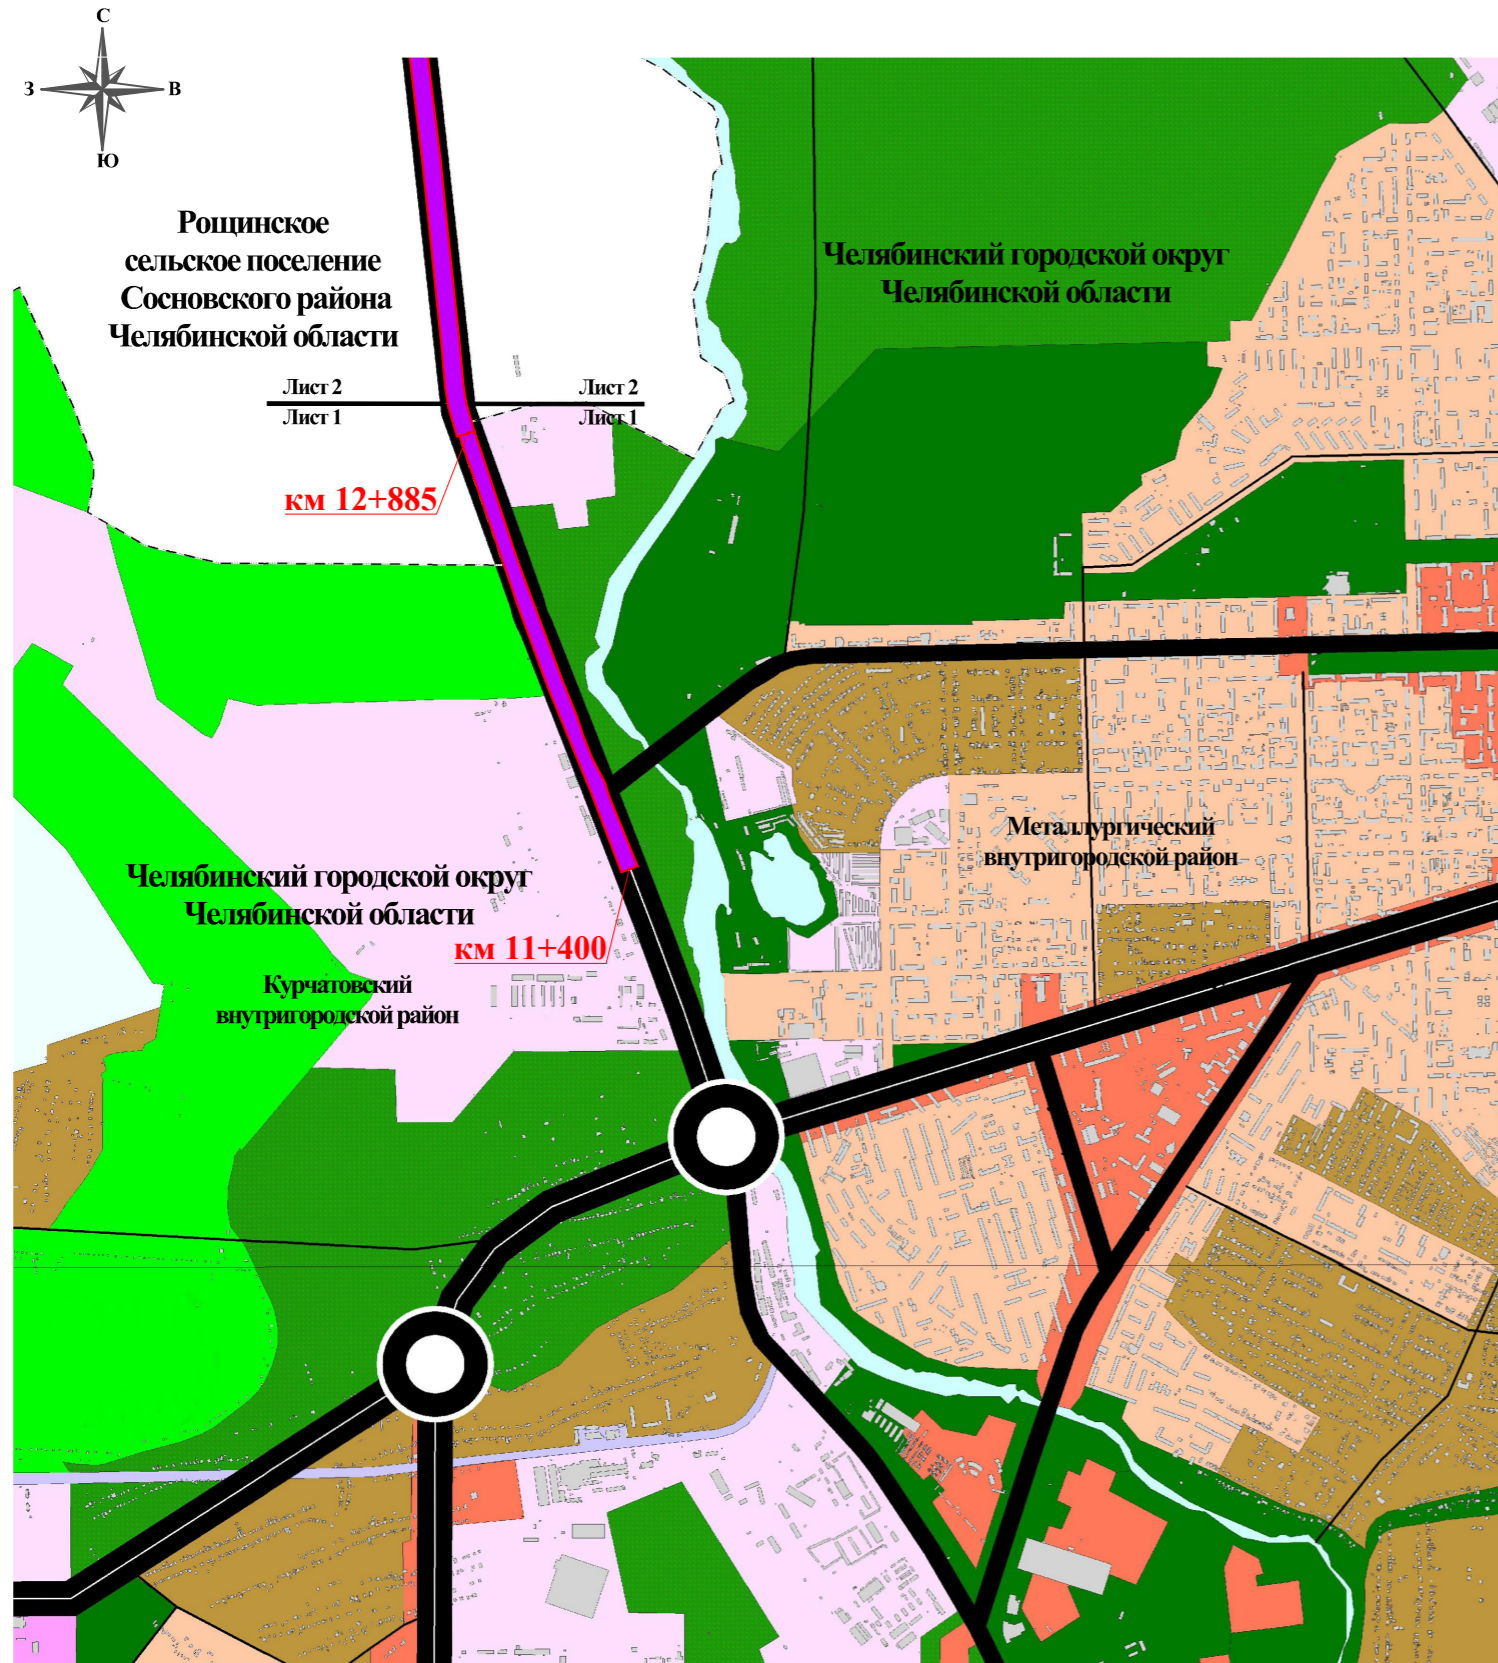 С
З
В
Ю
Рощинское
сельское поселение
Сосновского района
Челябинской области
Челябинский городской округ
Челябинской области
Лист 2
Лист 2
Лист 1
Лист 1
км 12+885
Металлургический
внутригородской район
Челябинский городской округ
Челябинской области
км 11+400
Курчатовский
внутригородской район